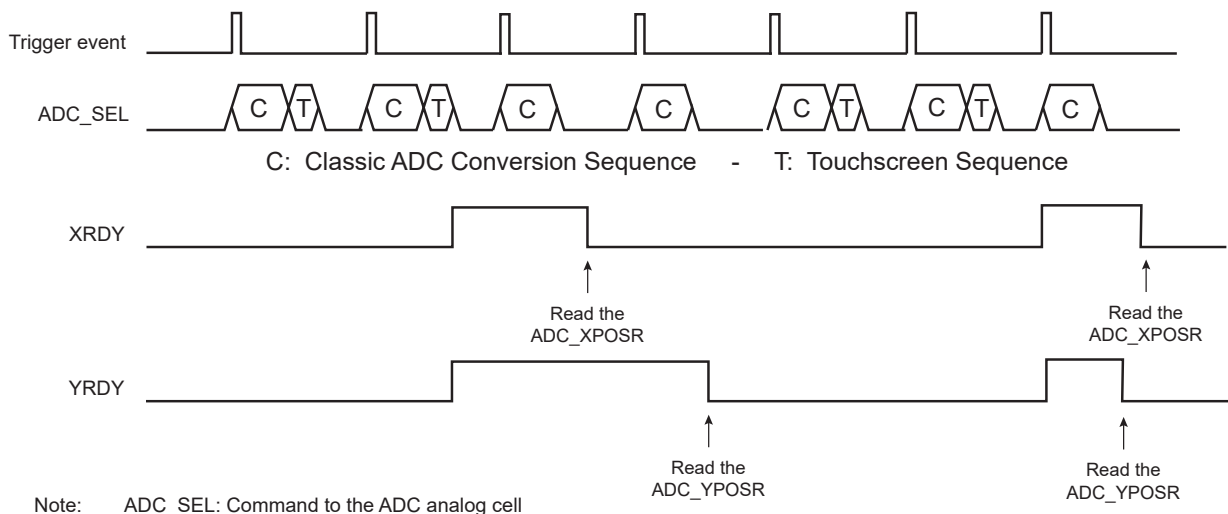 Trigger event
ADC_SEL
C T C T C C C T C T C
C: Classic ADC Conversion Sequence - T: Touchscreen Sequence
XRDY
Read the
ADC_XPOSR
Read the
ADC_XPOSR
YRDY
Read the
ADC_YPOSR
Read the
ADC_YPOSR
Note: ADC_SEL: Command to the ADC analog cell